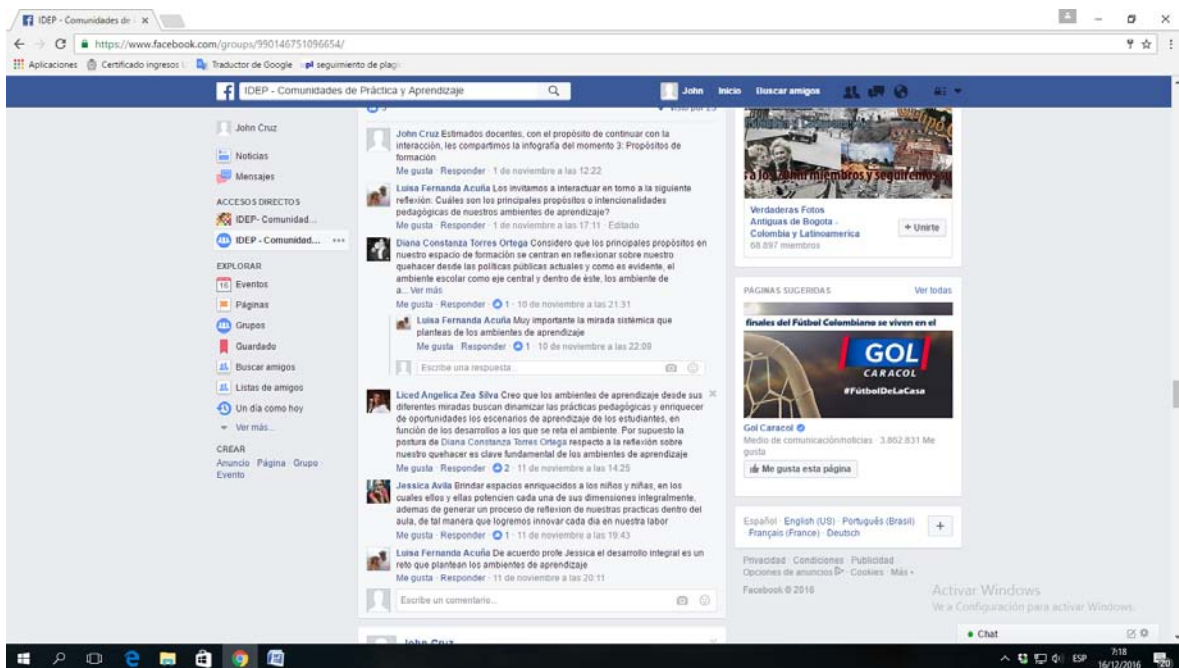 IDEP - Comunidades de
https://www.facebook.com/groups/990146751096654/
Aplicaciones Certificado ingresos Traductor de Google seguimiento de plagi
IDEP - Comunidades de Práctica y Aprendizaje
John Inicio Buscar amigos
John Cruz
Noticias
Mensajes
ACCESOS DIRECTOS
IDEP- Comunidad...
IDEP - Comunidad...
EXPLORAR
16 Eventos
Páginas
Grupos
Guardado
Buscar amigos
Listas de amigos
Un día como hoy
Ver más...
CREAR
Anuncio · Página · Grupo ·
Evento
John Cruz Estimados docentes, con el propósito de continuar con la
interacción, les compartimos la infografía del momento 3: Propósitos de
formación
Me gusta · Responder · 1 de noviembre a las 12:22
Luisa Fernanda Acuña Los invitamos a interactuar en torno a la siguiente
reflexión: Cuáles son los principales propósitos o intencionalidades
pedagógicas de nuestros ambientes de aprendizaje?
Me gusta · Responder · 1 de noviembre a las 17:11 · Editado
Diana Constanza Torres Ortega Considero que los principales propósitos en
nuestro espacio de formación se centran en reflexionar sobre nuestro
quehacer desde las políticas públicas actuales y como es evidente, el
ambiente escolar como eje central y dentro de éste, los ambiente de
a... Ver más
Me gusta · Responder · 1 · 10 de noviembre a las 21:31
Luisa Fernanda Acuña Muy importante la mirada sistémica que
planteas de los ambientes de aprendizaje
Me gusta · Responder · 1 · 10 de noviembre a las 22:09
Escribe una respuesta...
Liced Angelica Zea Silva Creo que los ambientes de aprendizaje desde sus
diferentes miradas buscan dinamizar las prácticas pedagógicas y enriquecer
de oportunidades los escenarios de aprendizaje de los estudiantes, en
función de los desarrollos a los que se reta el ambiente. Por supuesto la
postura de Diana Constanza Torres Ortega respecto a la reflexión sobre
nuestro quehacer es clave fundamental de los ambientes de aprendizaje
Me gusta · Responder · 2 · 11 de noviembre a las 14:25
Jessica Avila Brindar espacios enriquecidos a los niños y niñas, en los
cuales ellos y ellas potencien cada una de sus dimensiones integralmente,
ademas de generar un proceso de reflexion de nuestras practicas dentro del
aula, de tal manera que logremos innovar cada dia en nuestra labor
Me gusta · Responder · 1 · 11 de noviembre a las 19:43
Luisa Fernanda Acuña De acuerdo profe Jessica el desarrollo integral es un
reto que plantean los ambientes de aprendizaje
Me gusta · Responder · 11 de noviembre a las 20:11
Escribe un comentario...
John Cruz
miembros y seguiremos
Verdaderas Fotos
Antiguas de Bogota -
Colombia y Latinoamerica
68.897 miembros
+ Unirte
PÁGINAS SUGERIDAS Ver todas
finales del Fútbol Colombiano se viven en el
GOL
CARACOL
#FútbolDeLaCasa
Gol Caracol
Medio de comunicación/noticias · 3.862.831 Me
gusta
Me gusta esta página
Español · English (US) · Português (Brasil)
· Français (France) · Deutsch
Privacidad · Condiciones · Publicidad ·
Opciones de anuncios · Cookies · Más
Facebook © 2016
Activar Windows
Ve a Configuración para activar Windows.
Chat
ESP
7:18
16/12/2016